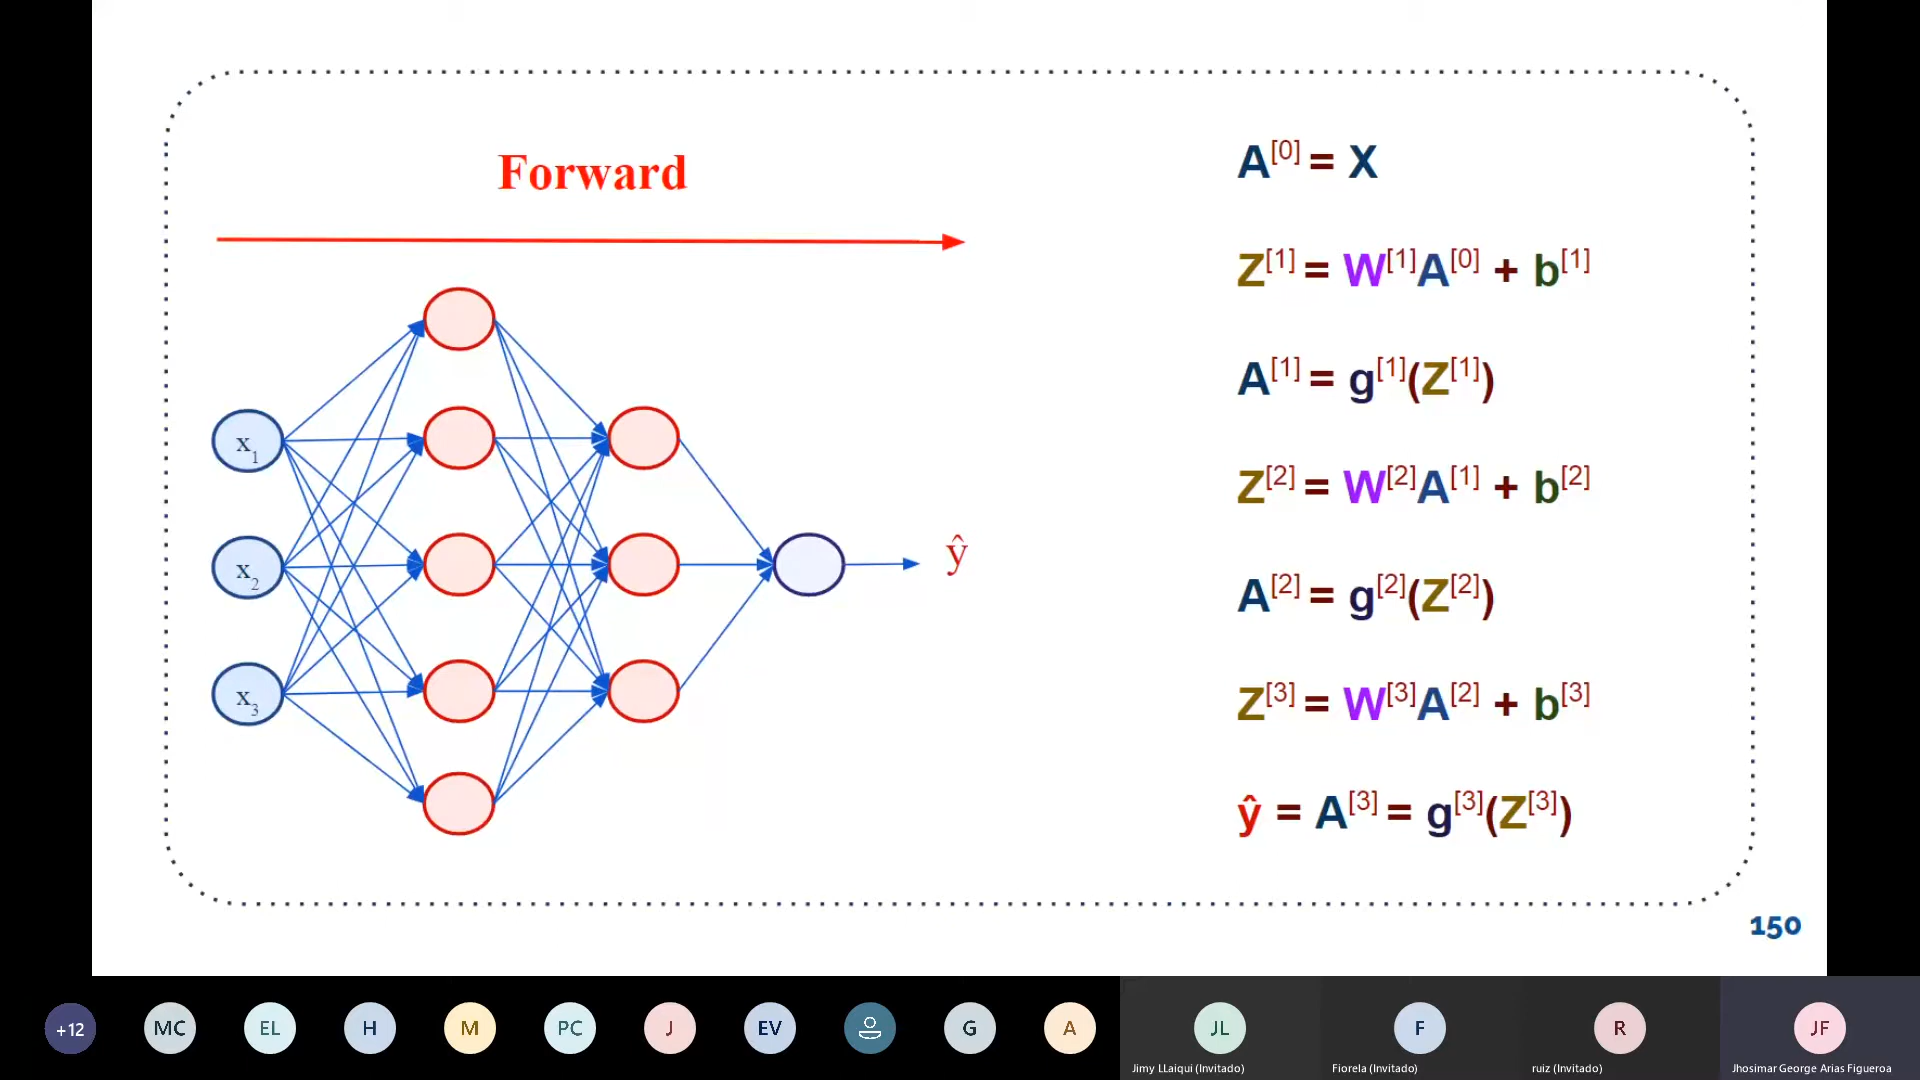 Forward
x1
x2
x3
ŷ
A[0] = X
Z[1] = W[1]A[0] + b[1]
A[1] = g[1](Z[1])
Z[2] = W[2]A[1] + b[2]
A[2] = g[2](Z[2])
Z[3] = W[3]A[2] + b[3]
ŷ = A[3] = g[3](Z[3])
150
+12 MC EL H M PC J EV G A JL F R JF
Jimy LLaiqui (Invitado) Fiorela (Invitado) ruiz (Invitado) Jhosimar George Arias Figueroa